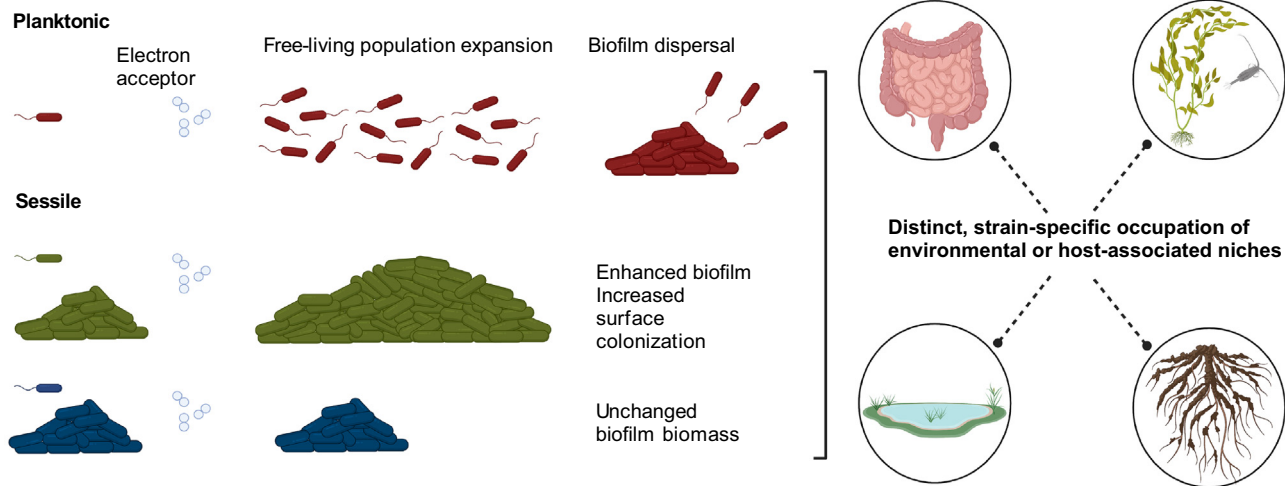 Planktonic
Electron
acceptor
Free-living population expansion
Biofilm dispersal
Sessile
Enhanced biofilm
Increased
surface
colonization
Unchanged
biofilm biomass
Distinct, strain-specific occupation of
environmental or host-associated niches